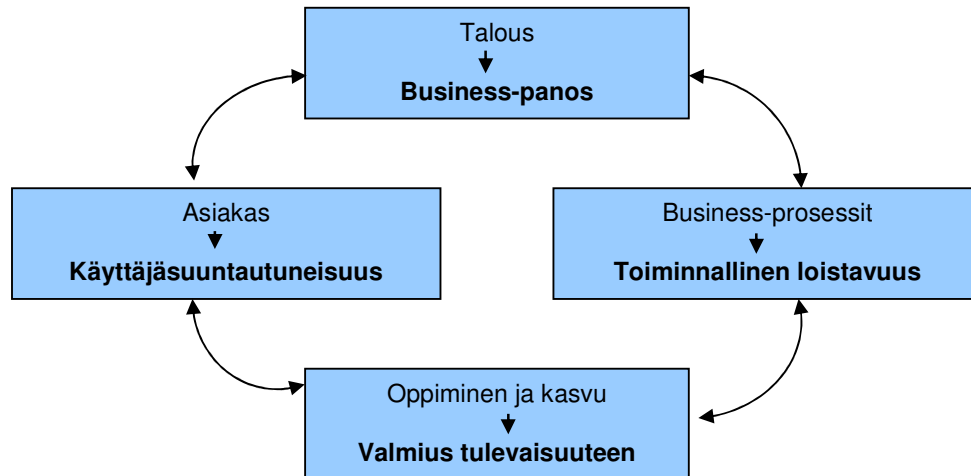 Talous
Business-panos
Asiakas
Käyttäjäsuuntautuneisuus
Business-prosessit
Toiminnallinen loistavuus
Oppiminen ja kasvu
Valmius tulevaisuuteen